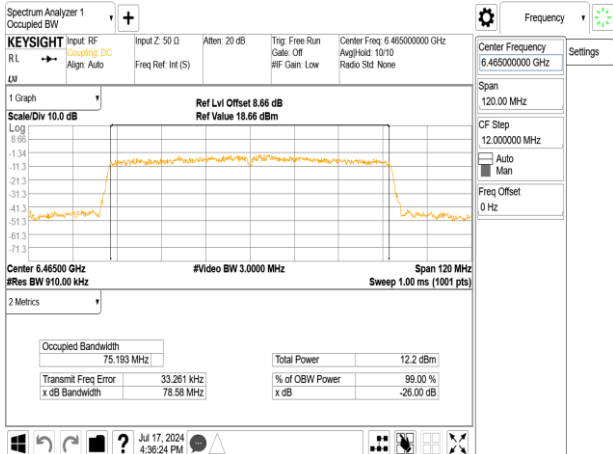 Spectrum Analyzer 1
Occupied BW
Frequency
KEYSIGHT
RL
Input: RF
Coupling: DC
Align: Auto
Input Z: 50 Ω
Freq Ref: Int (S)
Atten: 20 dB
Trig: Free Run
Gate: Off
#IF Gain: Low
Center Freq: 6.465000000 GHz
Avg|Hold: 10/10
Radio Std: None
Center Frequency
6.465000000 GHz
Settings
Span
120.00 MHz
CF Step
12.000000 MHz
Auto
Man
Freq Offset
0 Hz
1 Graph
Scale/Div 10.0 dB
Ref Lvl Offset 8.66 dB
Ref Value 18.66 dBm
Log
8.66
-1.34
-11.3
-21.3
-31.3
-41.3
-51.3
-61.3
-71.3
Center 6.46500 GHz
#Res BW 910.00 kHz
#Video BW 3.0000 MHz
Span 120 MHz
Sweep 1.00 ms (1001 pts)
2 Metrics
Occupied Bandwidth
75.193 MHz
Transmit Freq Error 33.261 kHz
x dB Bandwidth 78.58 MHz
Total Power 12.2 dBm
% of OBW Power 99.00 %
x dB -26.00 dB
?
Jul 17, 2024
4:36:24 PM